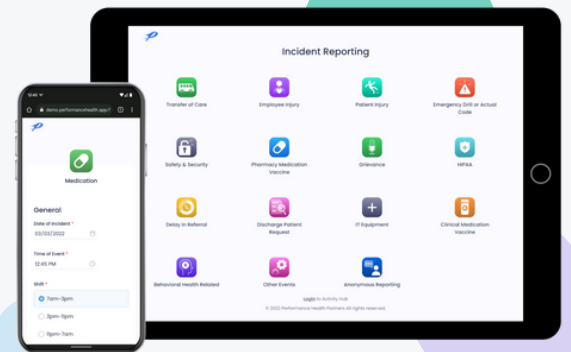 Incident Reporting
Transfer of Care
Employee Injury
Patient Injury
Emergency Drill or Actual
Code
Safety & Security
Pharmacy Medication
Vaccine
Grievance
HIPAA
Delay in Referral
Discharge Patient
Request
IT Equipment
Clinical Medication
Vaccine
Behavioral Health Related
Other Events
Anonymous Reporting
Login to Activity Hub
© 2022 Performance Health Partners All rights reserved.
12:45
demo.performancehealth.app/f
Medication
General
Date of Incident *
03/03/2022
Time of Event *
12:45 PM
Shift *
7am-3pm
3pm-11pm
11pm-7am